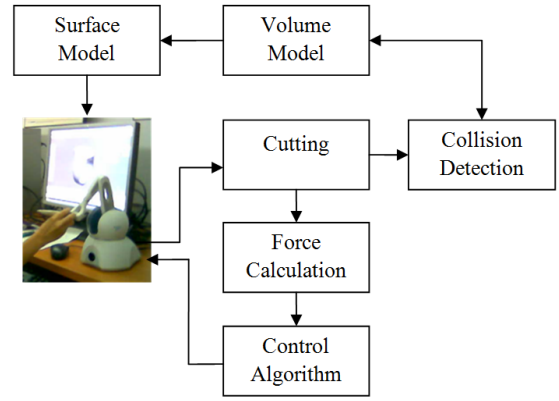 Surface
Model
Volume
Model
Cutting
Collision
Detection
Force
Calculation
Control
Algorithm